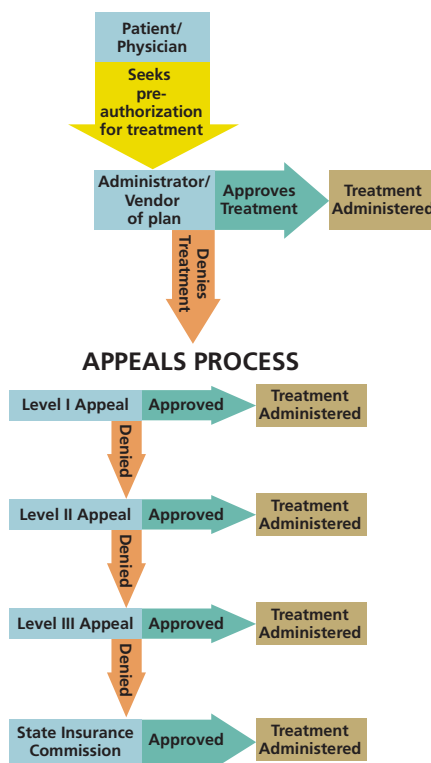 Patient/
Physician
Seeks
pre-
authorization
for treatment
Administrator/
Vendor
of plan
Approves
Treatment
Treatment
Administered
Denies
Treatment
APPEALS PROCESS
Level I Appeal
Approved
Treatment
Administered
Denied
Level II Appeal
Approved
Treatment
Administered
Denied
Level III Appeal
Approved
Treatment
Administered
Denied
State Insurance
Commission
Approved
Treatment
Administered